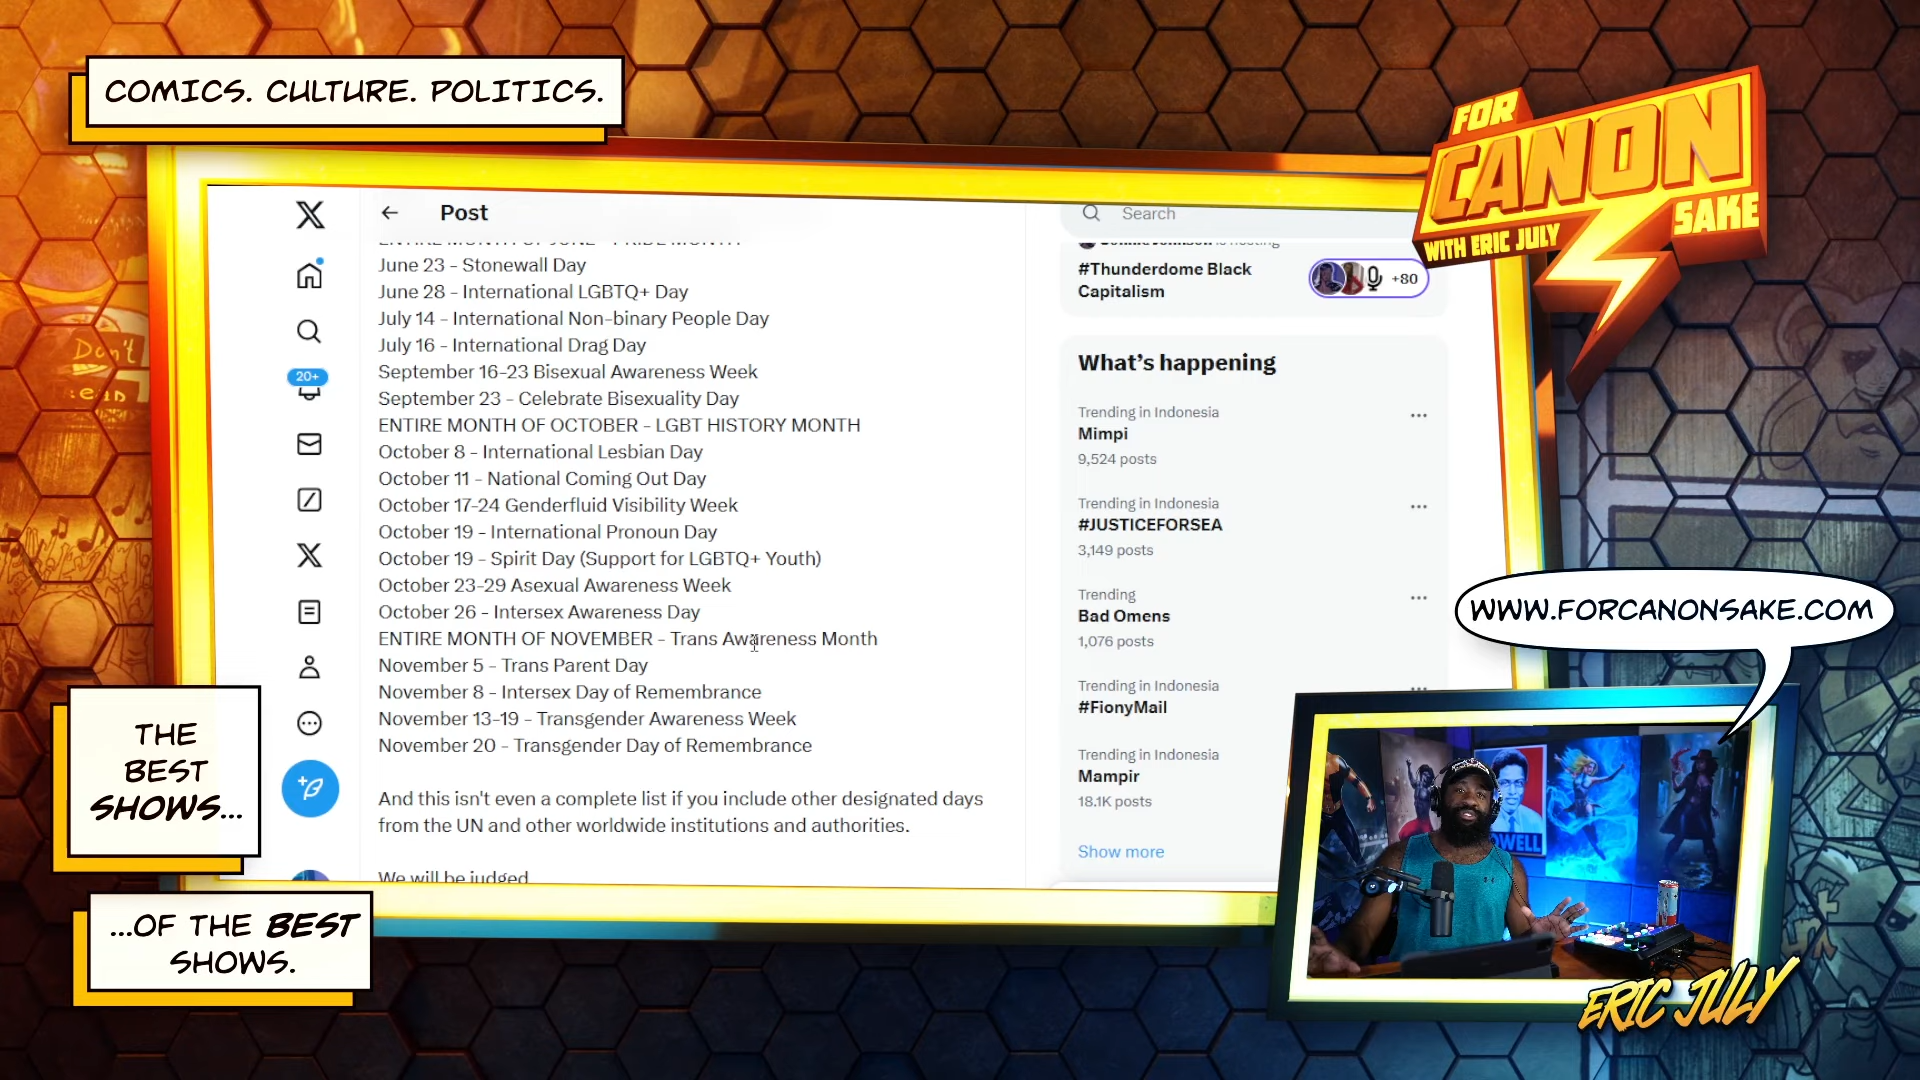 COMICS. CULTURE. POLITICS.
FOR
CANON
SAKE
WITH ERIC JULY
Post
ENTIRE MONTH OF JUNE - PRIDE MONTH
June 23 - Stonewall Day
June 28 - International LGBTQ+ Day
July 14 - International Non-binary People Day
July 16 - International Drag Day
September 16-23 Bisexual Awareness Week
September 23 - Celebrate Bisexuality Day
ENTIRE MONTH OF OCTOBER - LGBT HISTORY MONTH
October 8 - International Lesbian Day
October 11 - National Coming Out Day
October 17-24 Genderfluid Visibility Week
October 19 - International Pronoun Day
October 19 - Spirit Day (Support for LGBTQ+ Youth)
October 23-29 Asexual Awareness Week
October 26 - Intersex Awareness Day
ENTIRE MONTH OF NOVEMBER - Trans Awareness Month
November 5 - Trans Parent Day
November 8 - Intersex Day of Remembrance
November 13-19 - Transgender Awareness Week
November 20 - Transgender Day of Remembrance
And this isn't even a complete list if you include other designated days
from the UN and other worldwide institutions and authorities.
We will be judged
20+
Search
is hosting
#Thunderdome Black
Capitalism
+80
What's happening
Trending in Indonesia
Mimpi
9,524 posts
Trending in Indonesia
#JUSTICEFORSEA
3,149 posts
Trending
Bad Omens
1,076 posts
Trending in Indonesia
#FionyMail
Trending in Indonesia
Mampir
18.1K posts
Show more
WWW.FORCANONSAKE.COM
THE
BEST
SHOWS...
...OF THE BEST
SHOWS.
OWELL
ERIC JULY
Don't